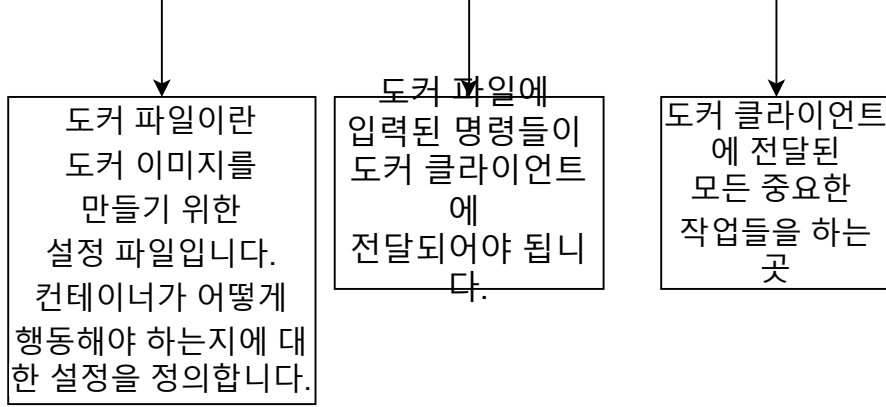 도커 파일이란
도커 이미지를
만들기 위한
설정 파일입니다.
컨테이너가 어떻게
행동해야 하는지에 대
한 설정을 정의합니다.
도커 파일에
입력된 명령들이
도커 클라이언트
에
전달되어야 됩니
다.
도커 클라이언트
에 전달된
모든 중요한
작업들을 하는
곳